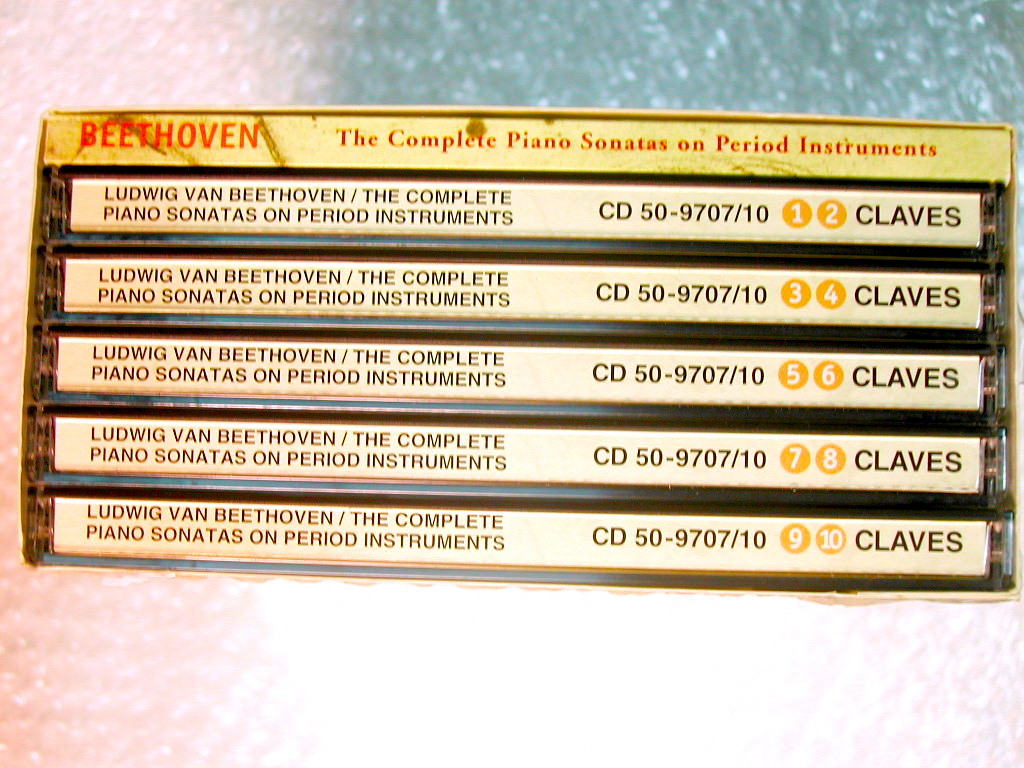 BEETHOVEN The Complete Piano Sonatas on Period Instruments
LUDWIG VAN BEETHOVEN / THE COMPLETE
PIANO SONATAS ON PERIOD INSTRUMENTS CD 50-9707/10 1 2 CLAVES
LUDWIG VAN BEETHOVEN / THE COMPLETE
PIANO SONATAS ON PERIOD INSTRUMENTS CD 50-9707/10 3 4 CLAVES
LUDWIG VAN BEETHOVEN / THE COMPLETE
PIANO SONATAS ON PERIOD INSTRUMENTS CD 50-9707/10 5 6 CLAVES
LUDWIG VAN BEETHOVEN / THE COMPLETE
PIANO SONATAS ON PERIOD INSTRUMENTS CD 50-9707/10 7 8 CLAVES
LUDWIG VAN BEETHOVEN / THE COMPLETE
PIANO SONATAS ON PERIOD INSTRUMENTS CD 50-9707/10 9 10 CLAVES